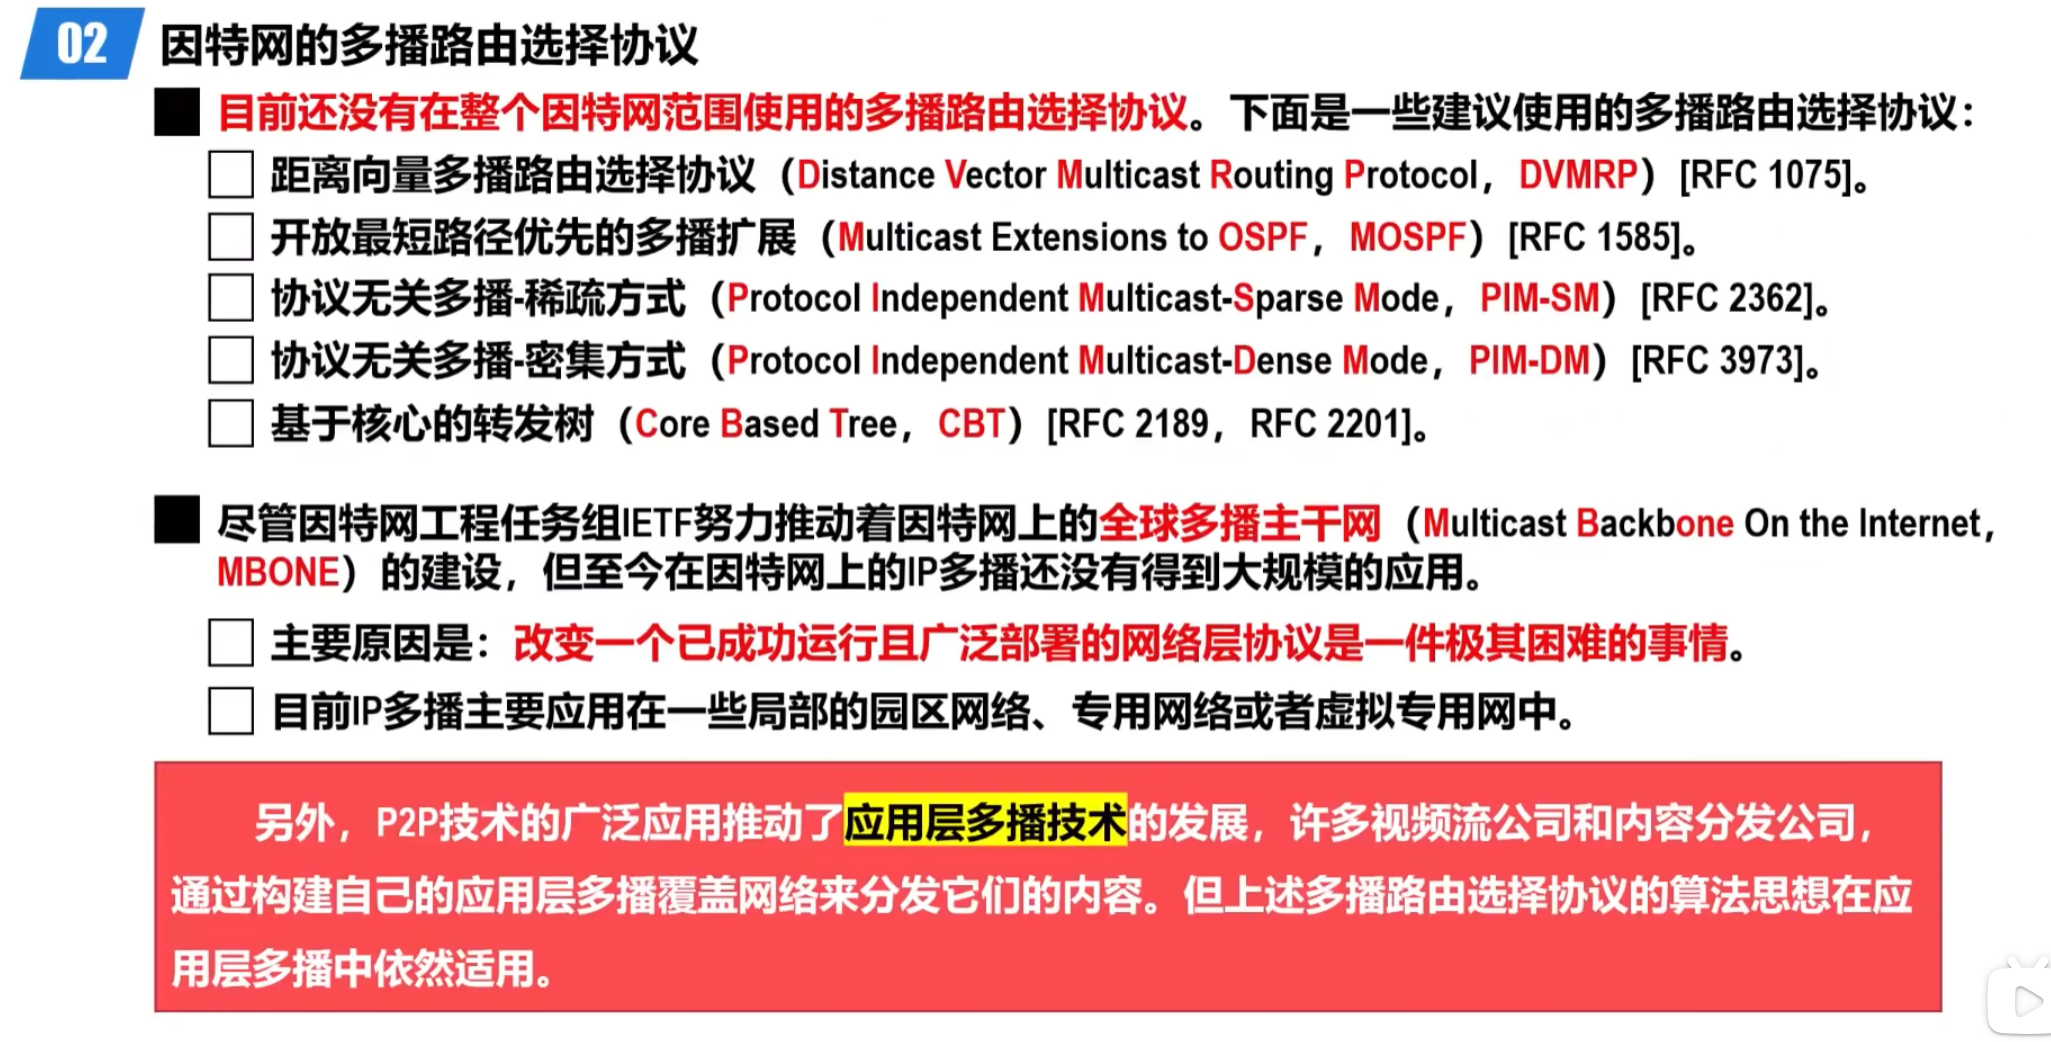 02 因特网的多播路由选择协议
目前还没有在整个因特网范围使用的多播路由选择协议。下面是一些建议使用的多播路由选择协议：
距离向量多播路由选择协议（Distance Vector Multicast Routing Protocol，DVMRP）[RFC 1075]。
开放最短路径优先的多播扩展（Multicast Extensions to OSPF，MOSPF）[RFC 1585]。
协议无关多播-稀疏方式（Protocol Independent Multicast-Sparse Mode，PIM-SM）[RFC 2362]。
协议无关多播-密集方式（Protocol Independent Multicast-Dense Mode，PIM-DM）[RFC 3973]。
基于核心的转发树（Core Based Tree，CBT）[RFC 2189，RFC 2201]。
尽管因特网工程任务组IETF努力推动着因特网上的全球多播主干网（Multicast Backbone On the Internet，
MBONE）的建设，但至今在因特网上的IP多播还没有得到大规模的应用。
主要原因是：改变一个已成功运行且广泛部署的网络层协议是一件极其困难的事情。
目前IP多播主要应用在一些局部的园区网络、专用网络或者虚拟专用网中。
另外，P2P技术的广泛应用推动了应用层多播技术的发展，许多视频流公司和内容分发公司，
通过构建自己的应用层多播覆盖网络来分发它们的内容。但上述多播路由选择协议的算法思想在应
用层多播中依然适用。